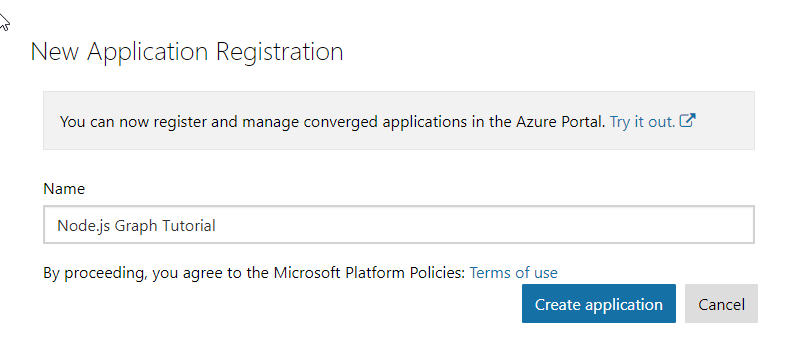 New Application Registration
You can now register and manage converged applications in the Azure Portal. Try it out.
Name
Node.js Graph Tutorial
By proceeding, you agree to the Microsoft Platform Policies: Terms of use
Create application Cancel